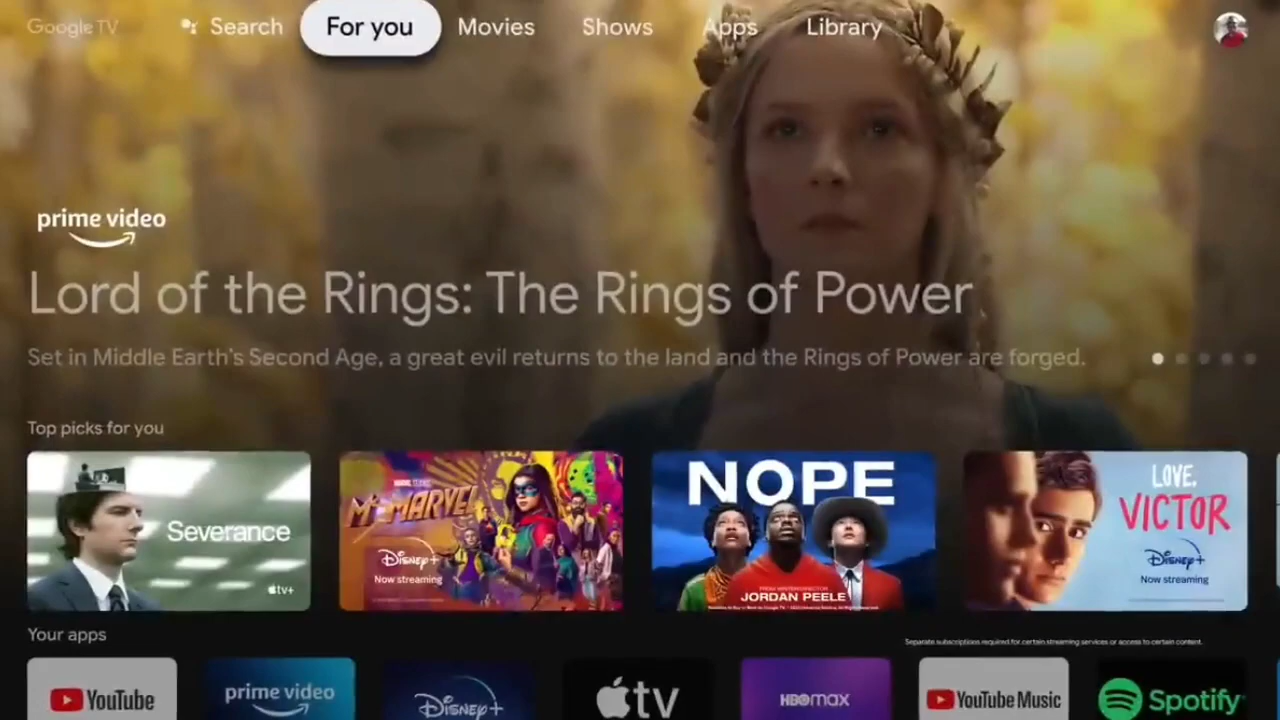 Google TV
Search
For you
Movies
Shows
Apps
Library
prime video
Lord of the Rings: The Rings of Power
Set in Middle Earth's Second Age, a great evil returns to the land and the Rings of Power are forged.
Top picks for you
Severance
tv+
MARVEL STUDIOS
Ms MARVEL
Disney+
Now streaming
NOPE
JORDAN PEELE
LOVE,
VICTOR
Disney+
Now streaming
Your apps
Separate subscriptions required for certain streaming services or access to certain content.
YouTube
prime video
Disney+
tv
HBOmax
YouTube Music
Spotify